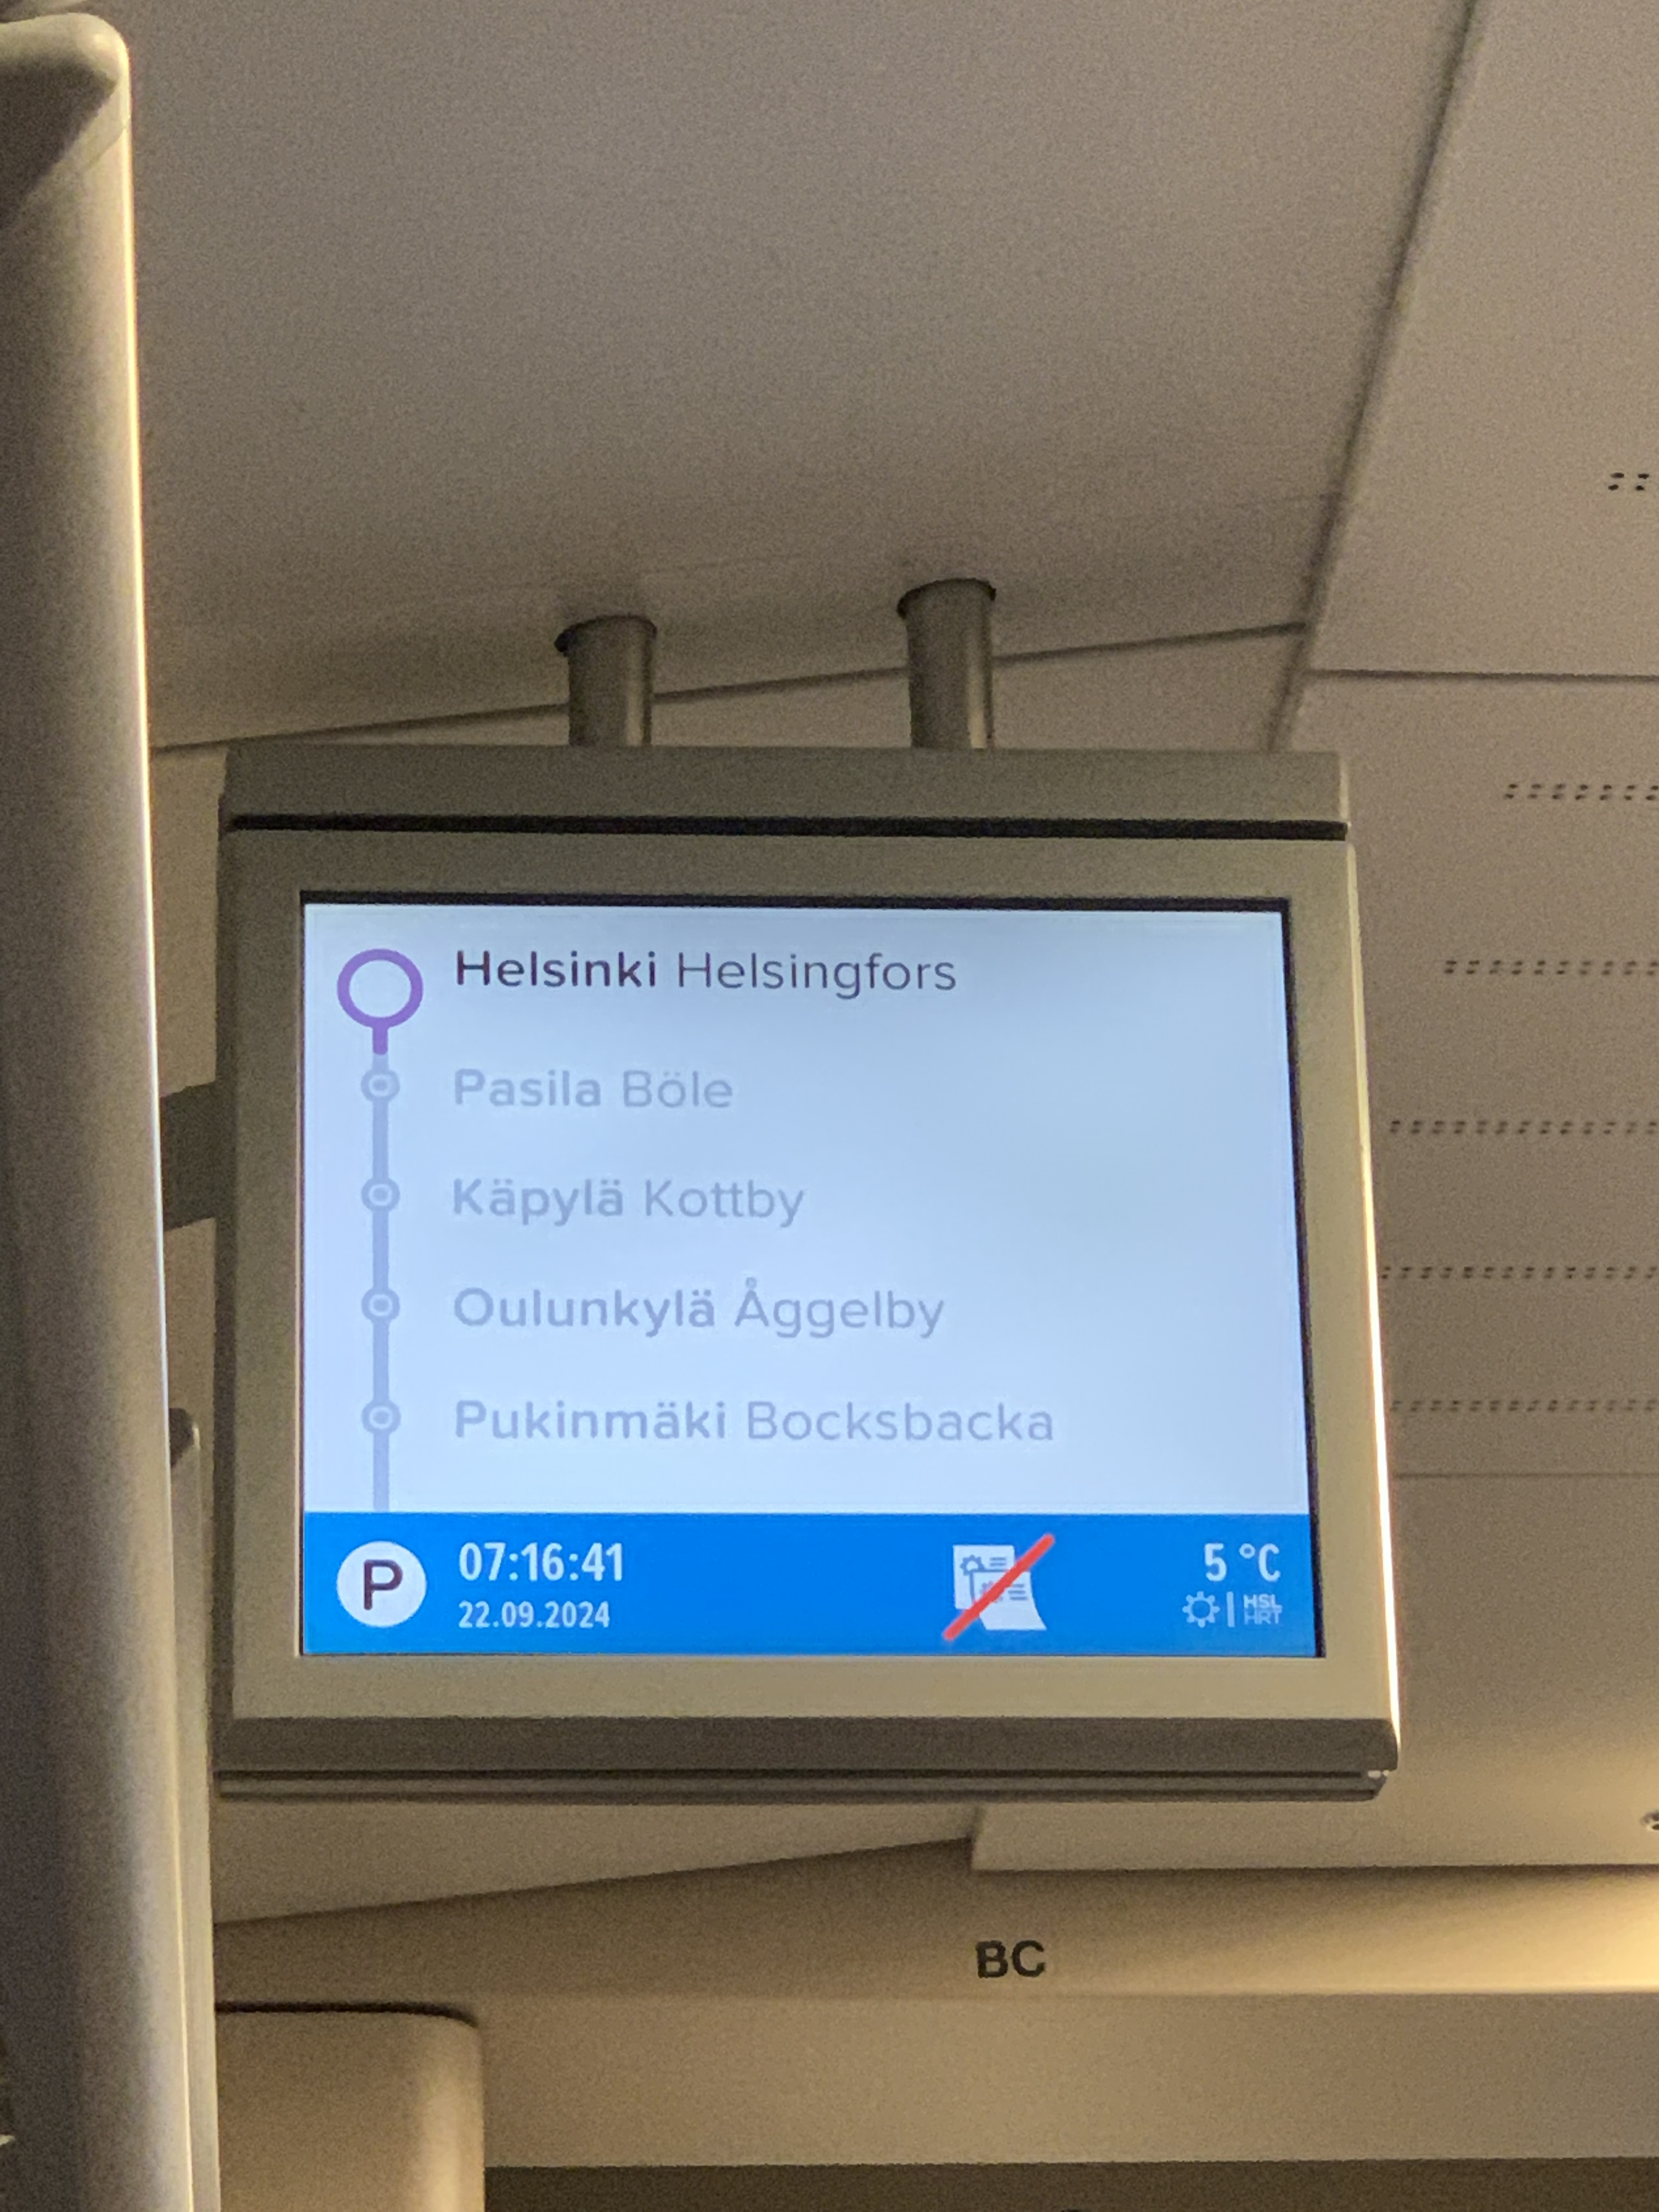 Helsinki Helsingfors
Pasila Böle
Käpylä Kottby
Oulunkylä Åggelby
Pukinmäki Bocksbacka
P
07:16:41
22.09.2024
5 °C
HSL
HRT
BC